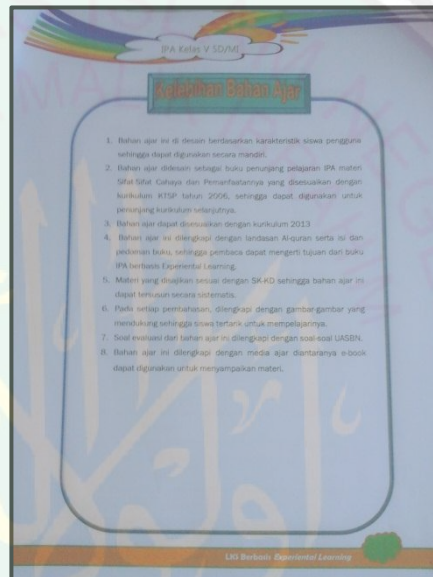 IPA Kelas V SD/MI
Kelebihan Bahan Ajar
1. Bahan ajar ini di desain berdasarkan karakteristik siswa pengguna
sehingga dapat digunakan secara mandiri.
2. Bahan ajar didesain sebagai buku penunjang pelajaran IPA materi
Sifat-Sifat Cahaya dan Pemanfaatannya yang disesuaikan dengan
kurikulum KTSP tahun 2006, sehingga dapat digunakan untuk
penunjang kurikulum selanjutnya.
3. Bahan ajar dapat disesuaikan dengan kurikulum 2013
4. Bahan ajar ini dilengkapi dengan landasan Al-quran serta isi dan
pedoman buku, sehingga pembaca dapat mengerti tujuan dari buku
IPA berbasis Experiental Learning.
5. Materi yang disajikan sesuai dengan SK-KD sehingga bahan ajar ini
dapat tersusun secara sistematis.
6. Pada setiap pembahasan, dilengkapi dengan gambar-gambar yang
mendukung sehingga siswa tertarik untuk mempelajarinya.
7. Soal evaluasi dari bahan ajar ini dilengkapi dengan soal-soal UASBN.
8. Bahan ajar ini dilengkapi dengan media ajar diantaranya e-book
dapat digunakan untuk menyampaikan materi.
LKS Berbasis Experiental Learning